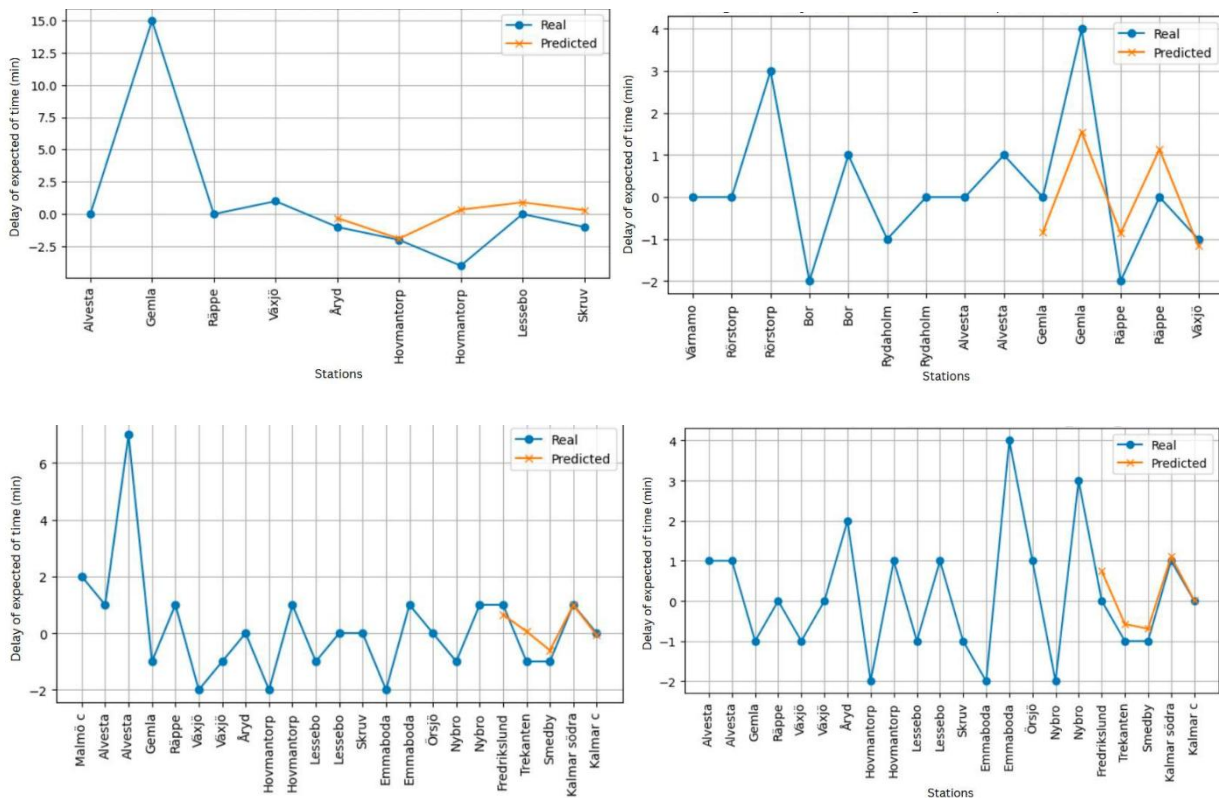 Real
Predicted
Delay of expected of time (min)
15.0
12.5
10.0
7.5
5.0
2.5
0.0
−2.5
Alvesta
Gemla
Räppe
Växjö
Åryd
Hovmantorp
Hovmantorp
Lessebo
Skruv
Stations
Real
Predicted
Delay of expected of time (min)
4
3
2
1
0
−1
−2
Värnamo
Rörstorp
Rörstorp
Bor
Bor
Rydaholm
Rydaholm
Alvesta
Alvesta
Gemla
Gemla
Räppe
Räppe
Växjö
Stations
Real
Predicted
Delay of expected of time (min)
6
4
2
0
−2
Malmö c
Alvesta
Alvesta
Gemla
Räppe
Växjö
Växjö
Åryd
Hovmantorp
Hovmantorp
Lessebo
Lessebo
Skruv
Emmaboda
Emmaboda
Örsjö
Nybro
Nybro
Fredrikslund
Trekanten
Smedby
Kalmar södra
Kalmar c
Real
Predicted
Delay of expected of time (min)
4
3
2
1
0
−1
−2
Alvesta
Alvesta
Gemla
Räppe
Växjö
Växjö
Åryd
Hovmantorp
Hovmantorp
Lessebo
Lessebo
Skruv
Emmaboda
Emmaboda
Örsjö
Nybro
Nybro
Fredrikslund
Trekanten
Smedby
Kalmar södra
Kalmar c
Stations